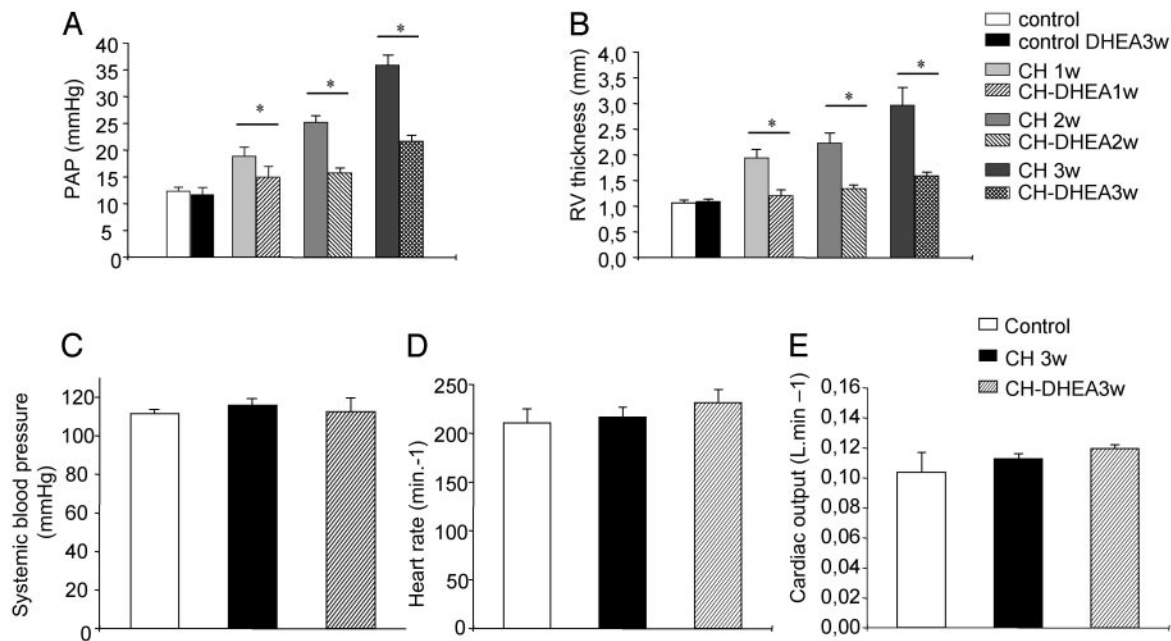 A
PAP (mmHg)
40
35
30
25
20
15
10
5
0
*
*
*
B
RV thickness (mm)
4,0
3,5
3,0
2,5
2,0
1,5
1,0
0,5
0,0
*
*
*
control
control DHEA3w
CH 1w
CH-DHEA1w
CH 2w
CH-DHEA2w
CH 3w
CH-DHEA3w
C
Systemic blood pressure
(mmHg)
120
100
80
60
40
20
0
D
Heart rate (min.-1)
250
200
150
100
50
0
E
Cardiac output (L.min –1)
0,16
0,14
0,12
0,10
0,08
0,06
0,04
0,02
0,00
Control
CH 3w
CH-DHEA3w